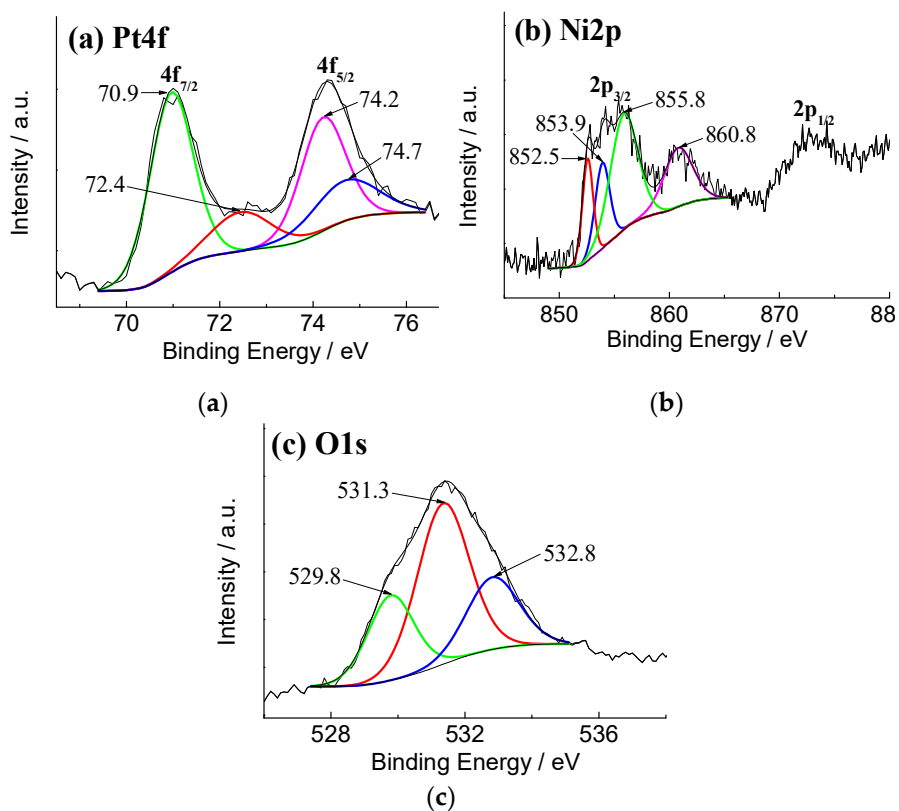 (a) Pt4f
4f7/2
4f5/2
70.9
74.2
74.7
72.4
Intensity / a.u.
70 72 74 76
Binding Energy / eV
(a)
(b) Ni2p
2p3/2
855.8
853.9
852.5
860.8
2p1/2
Intensity / a.u.
850 860 870 88
Binding Energy / eV
(b)
(c) O1s
531.3
532.8
529.8
Intensity / a.u.
528 532 536
Binding Energy / eV
(c)